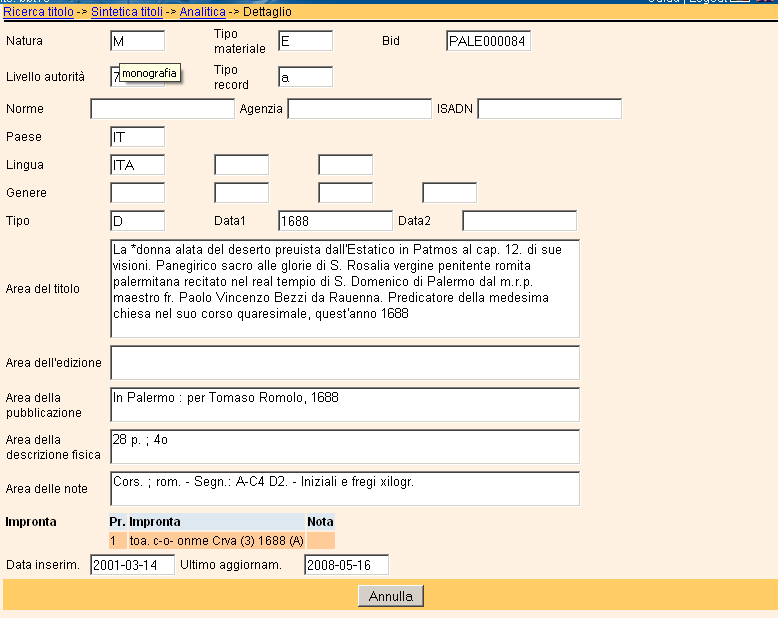 Ricerca titolo -> Sintetica titoli -> Analitica -> Dettaglio
Natura M Tipo materiale E Bid PALE000084
Livello autorità 7 monografia Tipo record a
Norme Agenzia ISADN
Paese IT
Lingua ITA
Genere
Tipo D Data1 1688 Data2
Area del titolo
La *donna alata del deserto preuista dall'Estatico in Patmos al cap. 12. di sue
visioni. Panegirico sacro alle glorie di S. Rosalia vergine penitente romita
palermitana recitato nel real tempio di S. Domenico di Palermo dal m.r.p.
maestro fr. Paolo Vincenzo Bezzi da Rauenna. Predicatore della medesima
chiesa nel suo corso quaresimale, quest'anno 1688
Area dell'edizione
Area della pubblicazione
In Palermo : per Tomaso Romolo, 1688
Area della descrizione fisica
28 p. ; 4o
Area delle note
Cors. ; rom. - Segn.: A-C4 D2. - Iniziali e fregi xilogr.
Impronta Pr. Impronta Nota
1 toa. c-o- onme Crva (3) 1688 (A)
Data inserim. 2001-03-14 Ultimo aggiornam. 2008-05-16
Annulla